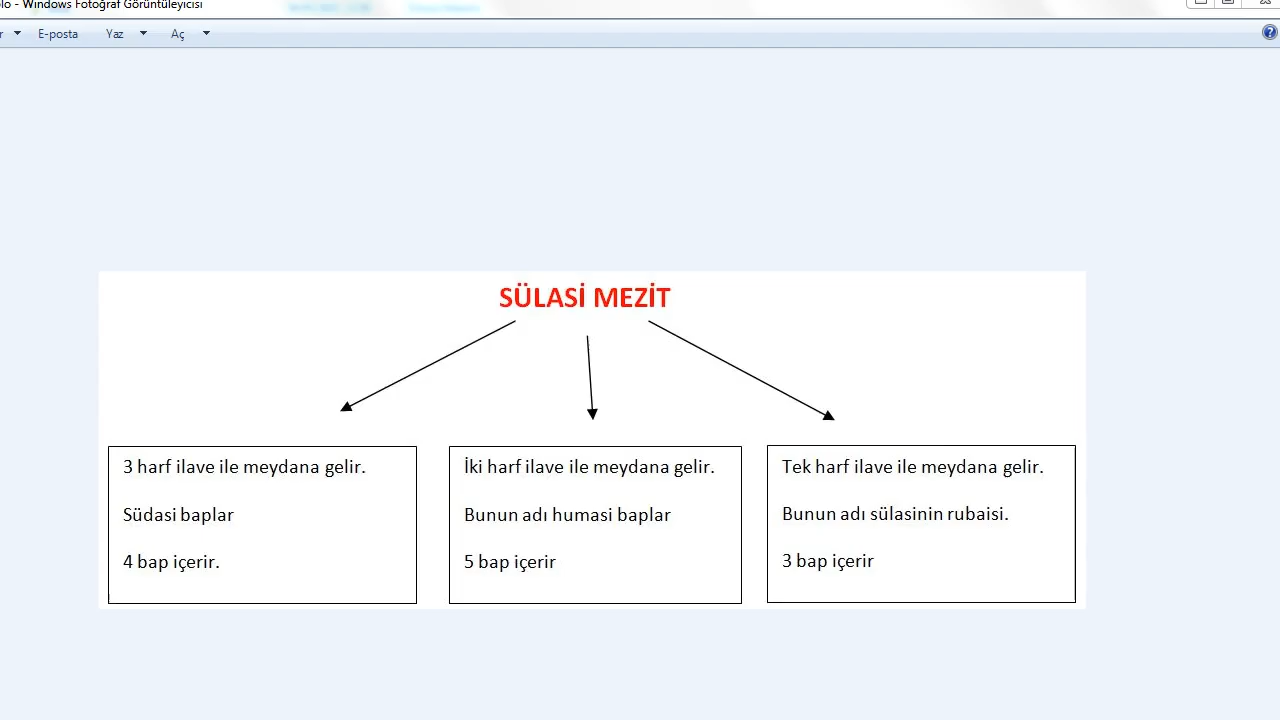 olo - Windows Fotoğraf Görüntüleyicisi
r E-posta Yaz Aç
SÜLASİ MEZİT
3 harf ilave ile meydana gelir.
Südasi baplar
4 bap içerir.
İki harf ilave ile meydana gelir.
Bunun adı humasi baplar
5 bap içerir
Tek harf ilave ile meydana gelir.
Bunun adı sülasinin rubaisi.
3 bap içerir